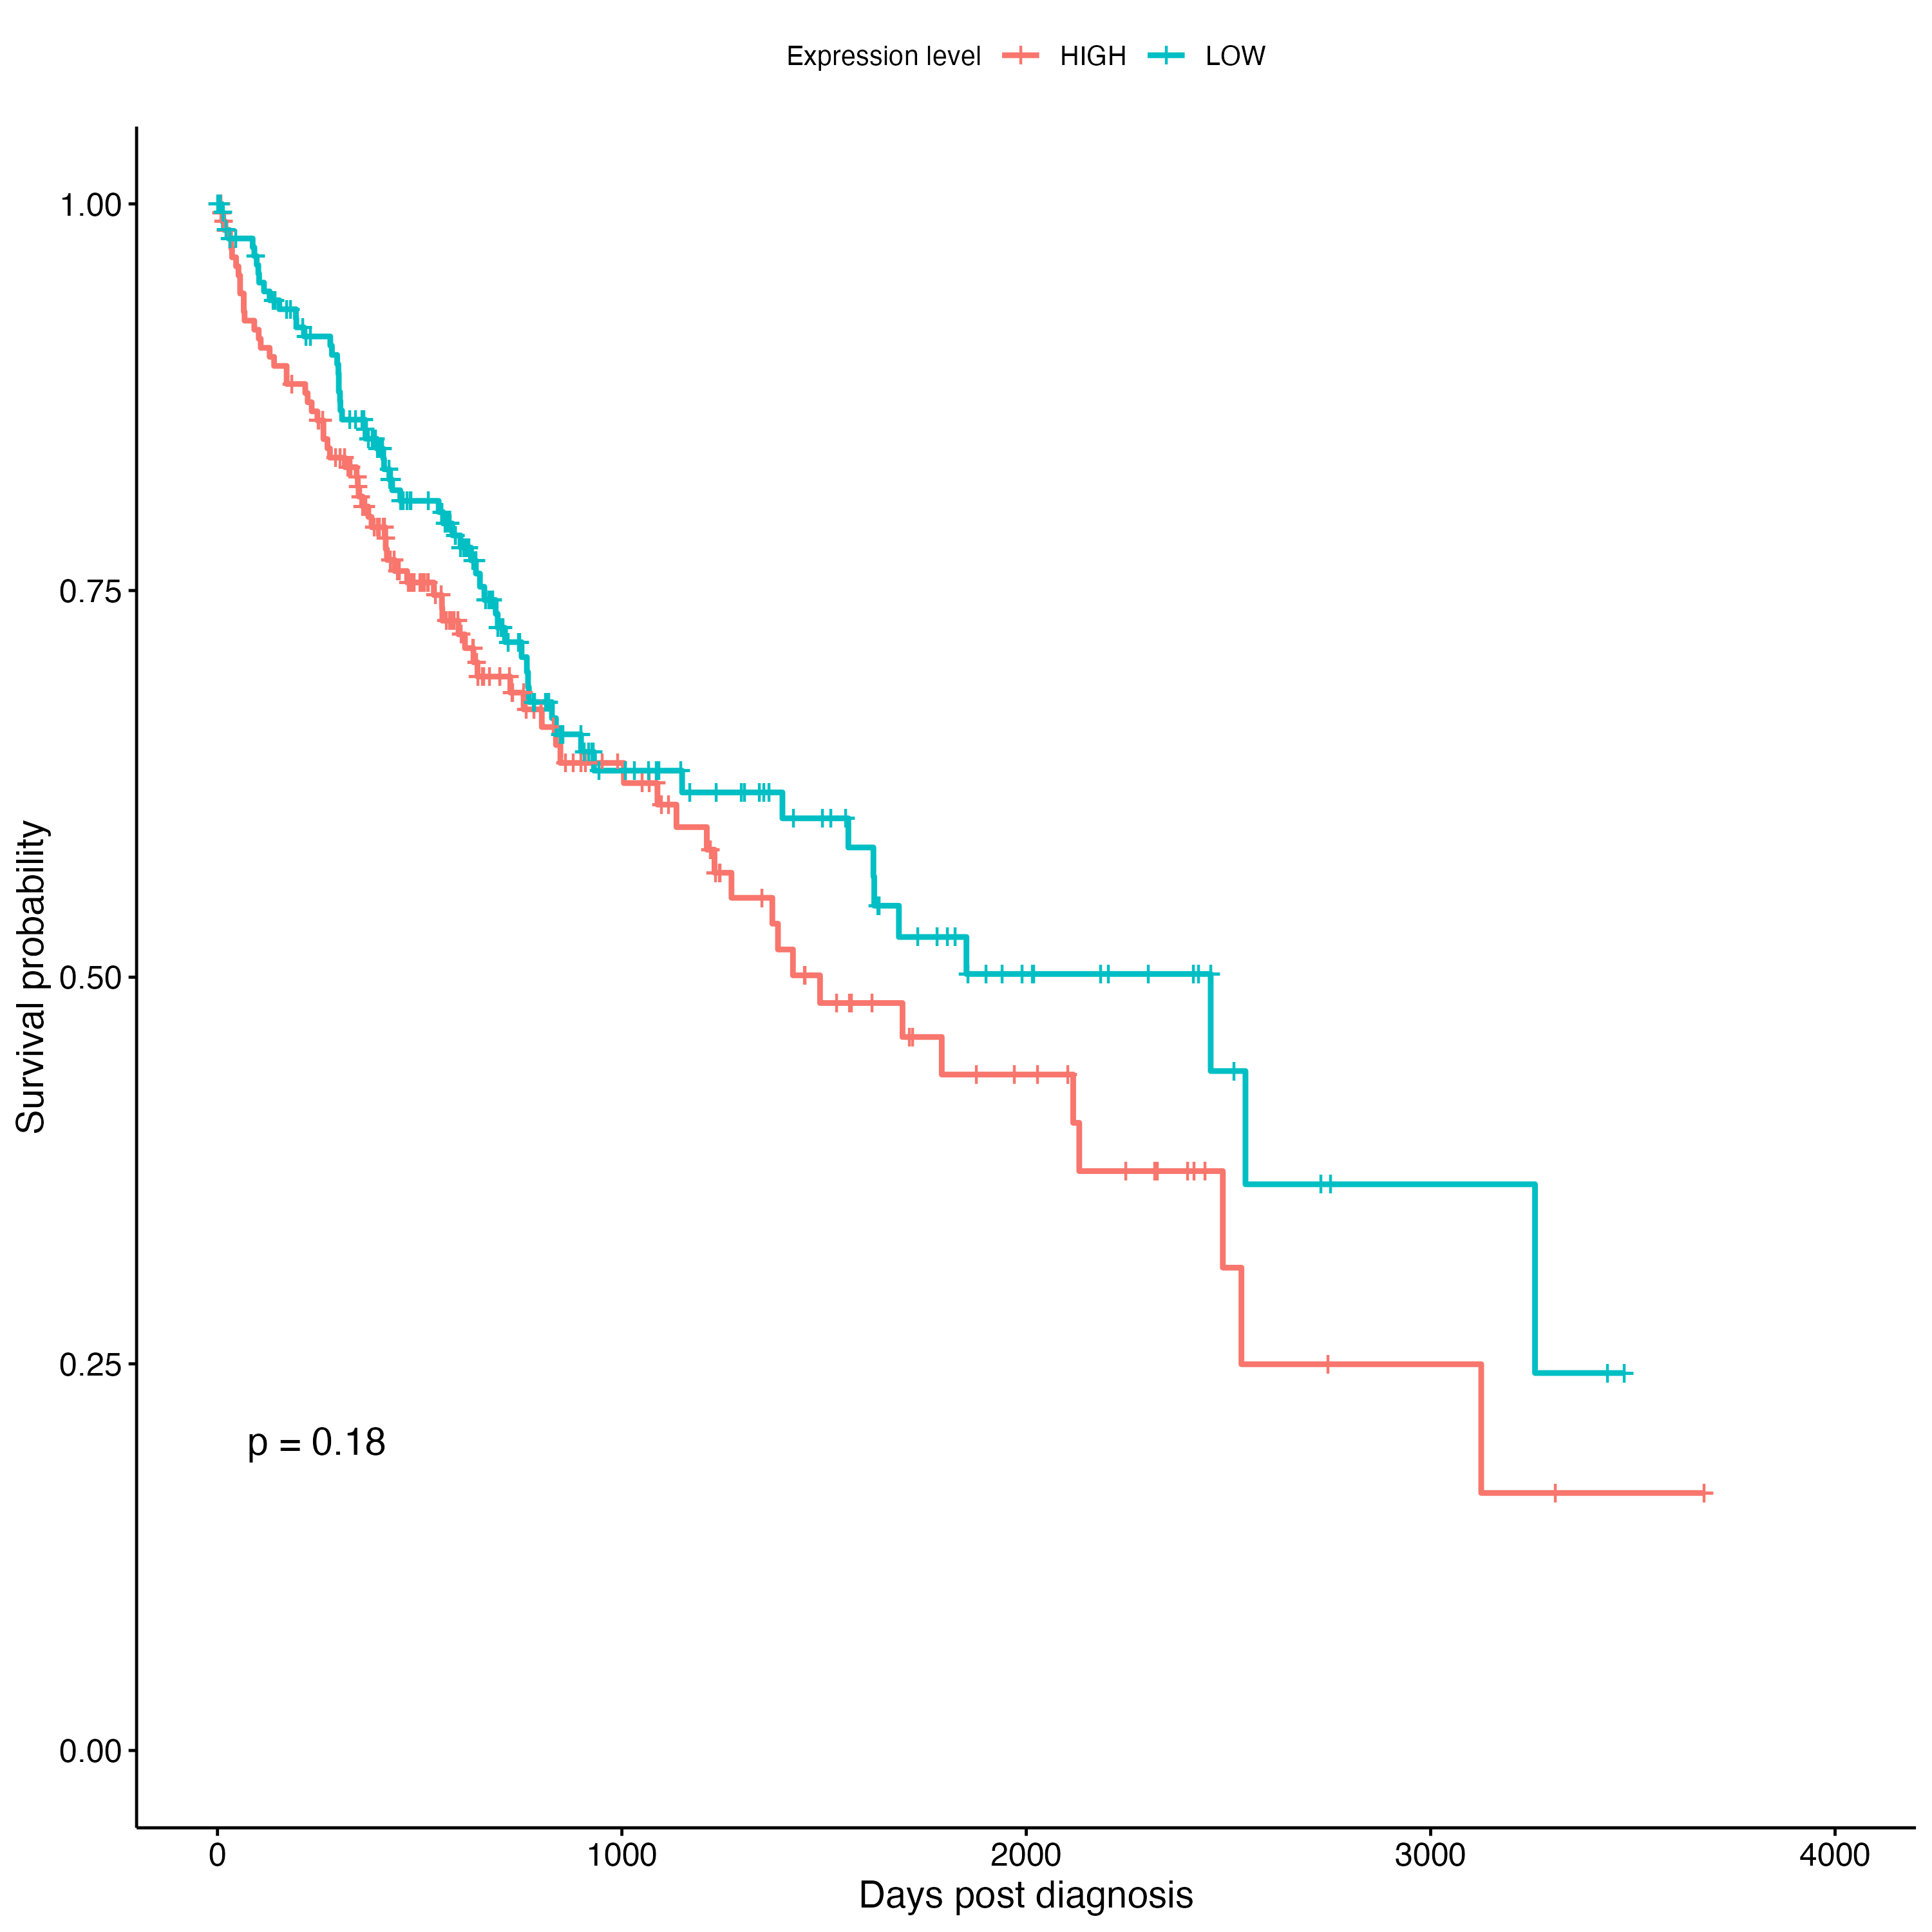 Expression level HIGH LOW
Survival probability
1.00
0.75
0.50
0.25
0.00
p = 0.18
0 1000 2000 3000 4000
Days post diagnosis